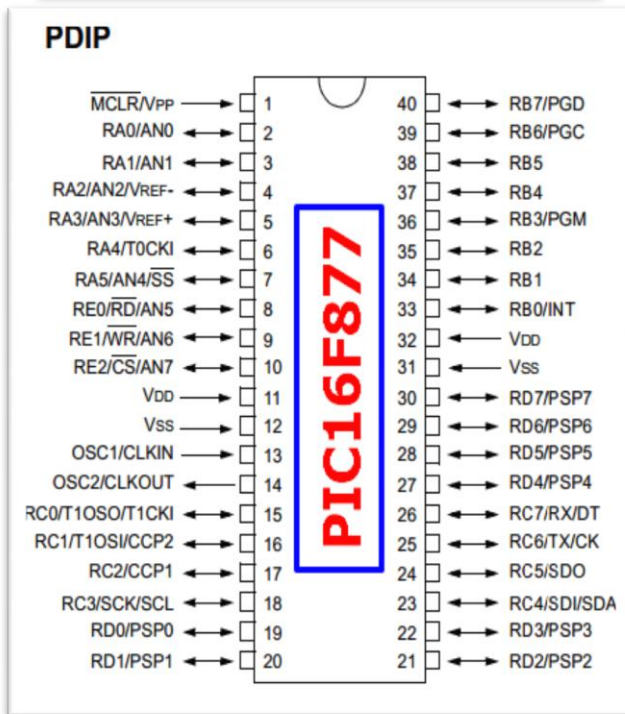 PDIP
MCLR/VPP 1 40 RB7/PGD
RA0/AN0 2 39 RB6/PGC
RA1/AN1 3 38 RB5
RA2/AN2/VREF- 4 37 RB4
RA3/AN3/VREF+ 5 36 RB3/PGM
RA4/T0CKI 6 35 RB2
RA5/AN4/SS 7 34 RB1
RE0/RD/AN5 8 33 RB0/INT
RE1/WR/AN6 9 32 VDD
RE2/CS/AN7 10 31 VSS
VDD 11 30 RD7/PSP7
VSS 12 29 RD6/PSP6
OSC1/CLKIN 13 28 RD5/PSP5
OSC2/CLKOUT 14 27 RD4/PSP4
RC0/T1OSO/T1CKI 15 26 RC7/RX/DT
RC1/T1OSI/CCP2 16 25 RC6/TX/CK
RC2/CCP1 17 24 RC5/SDO
RC3/SCK/SCL 18 23 RC4/SDI/SDA
RD0/PSP0 19 22 RD3/PSP3
RD1/PSP1 20 21 RD2/PSP2
PIC16F877